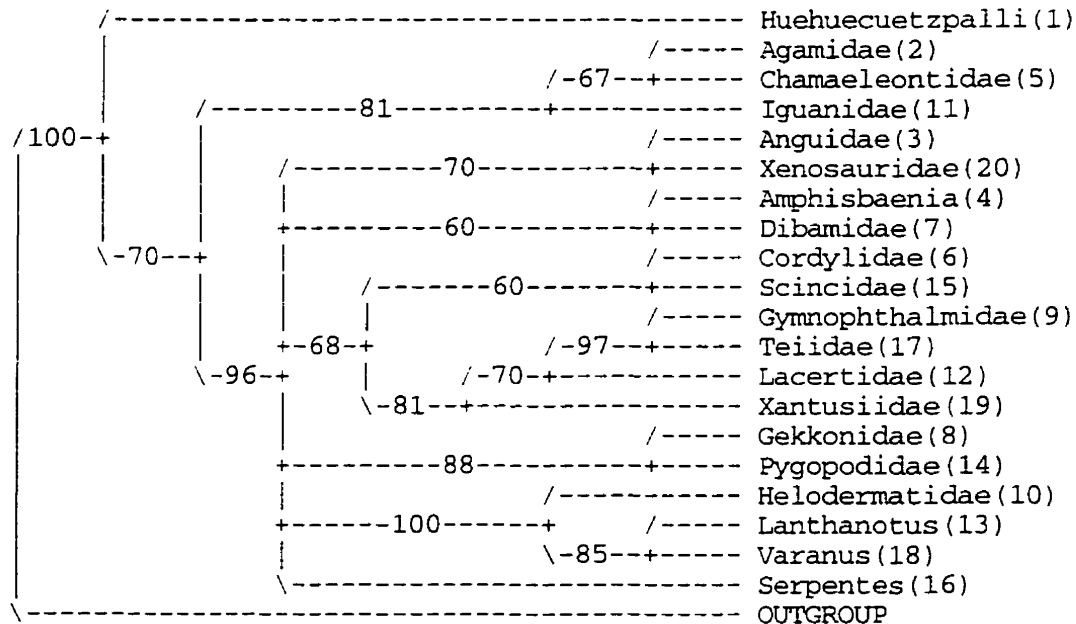 /--------------------------------------- Huehuecuetzpalli(1)
/----- Agamidae(2)
/-67--+----- Chamaeleontidae(5)
/--------81---------+----------- Iguanidae(11)
/100-+ /----- Anguidae(3)
/---------70----------+----- Xenosauridae(20)
/----- Amphisbaenia(4)
+---------60----------+----- Dibamidae(7)
\-70--+ /----- Cordylidae(6)
/-------60-------+----- Scincidae(15)
/----- Gymnophthalmidae(9)
+-68-+ /-97--+----- Teiidae(17)
\-96-+ /-70-+----------- Lacertidae(12)
\-81--+---------------- Xantusiidae(19)
/----- Gekkonidae(8)
+---------88----------+----- Pygopodidae(14)
/----------- Helodermatidae(10)
+-----100------+ /----- Lanthanotus(13)
\-85--+----- Varanus(18)
\--------------------------- Serpentes(16)
\-------------------------------------------- OUTGROUP